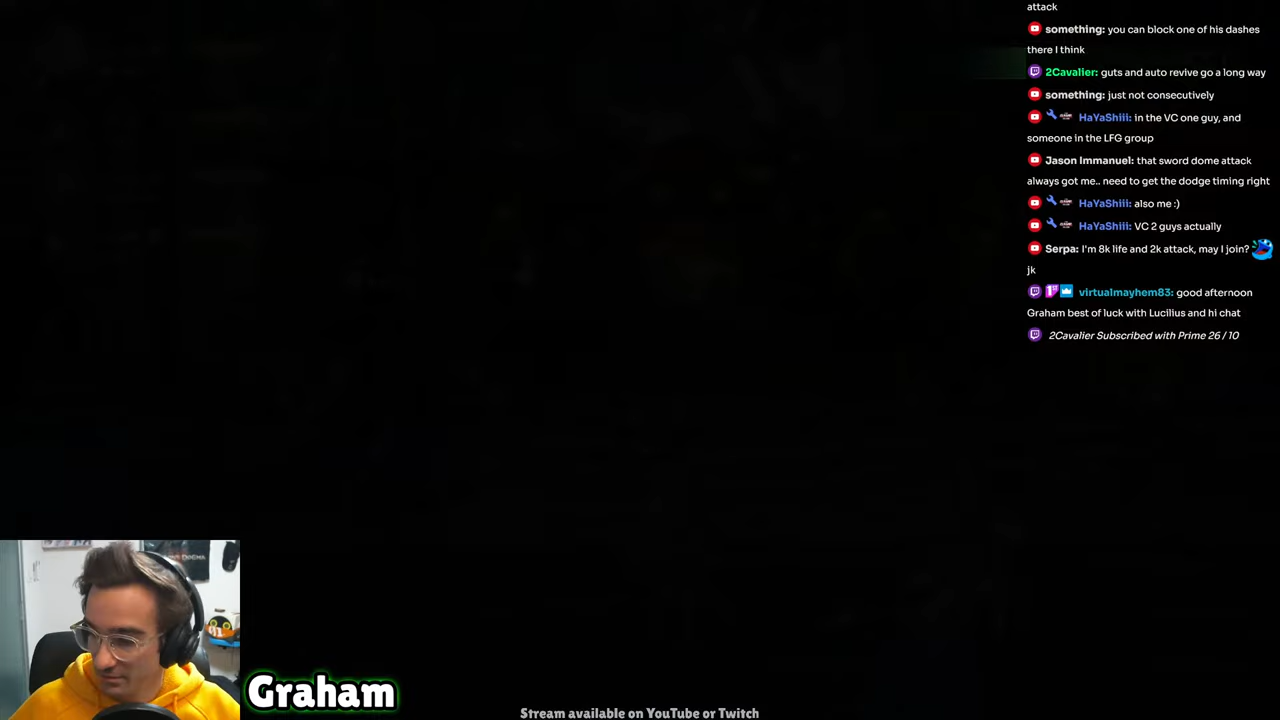 attack
something: you can block one of his dashes
there I think
2Cavalier: guts and auto revive go a long way
something: just not consecutively
HaYaShiii: in the VC one guy, and
someone in the LFG group
Jason Immanuel: that sword dome attack
always got me.. need to get the dodge timing right
HaYaShiii: also me :)
HaYaShiii: VC 2 guys actually
Serpa: I'm 8k life and 2k attack, may I join?
jk
virtualmayhem83: good afternoon
Graham best of luck with Lucilius and hi chat
2Cavalier Subscribed with Prime 26 / 10
Graham
Stream available on YouTube or Twitch